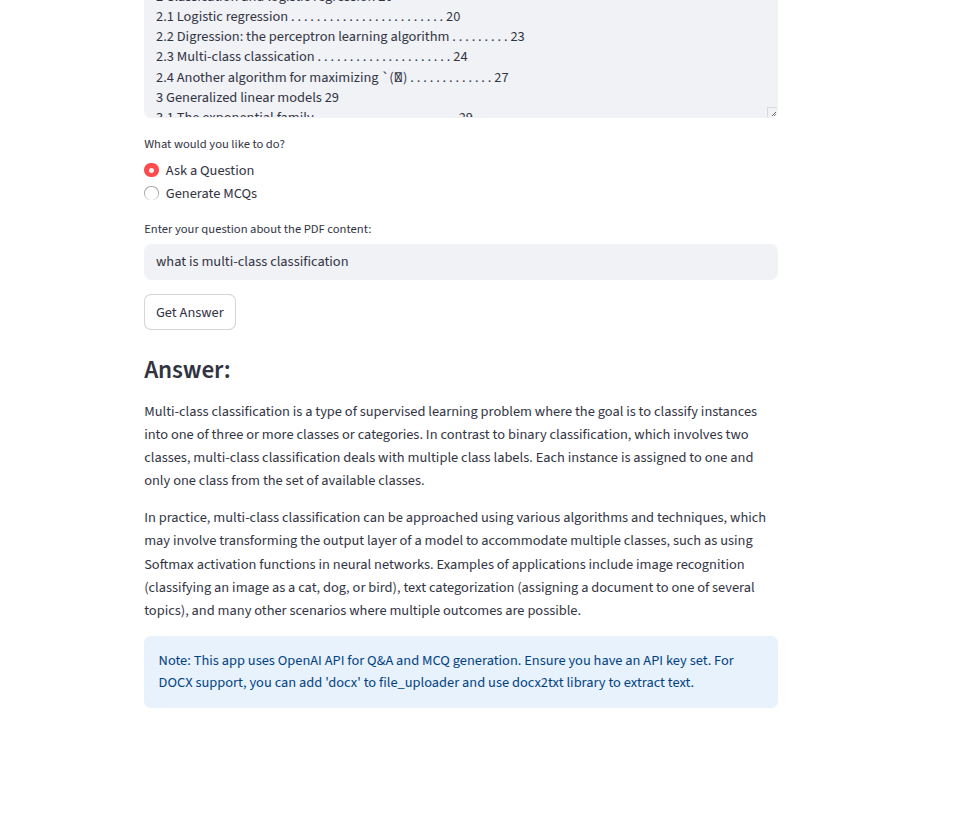 2.1 Logistic regression . . . . . . . . . . . . . . . . . . . . . . . . 20
2.2 Digression: the perceptron learning algorithm . . . . . . . . . 23
2.3 Multi-class classication . . . . . . . . . . . . . . . . . . . . . 24
2.4 Another algorithm for maximizing `( ) . . . . . . . . . . . . . 27
3 Generalized linear models 29
3.1 The exponential family 29
What would you like to do?
Ask a Question
Generate MCQs
Enter your question about the PDF content:
what is multi-class classification
Get Answer
Answer:
Multi-class classification is a type of supervised learning problem where the goal is to classify instances
into one of three or more classes or categories. In contrast to binary classification, which involves two
classes, multi-class classification deals with multiple class labels. Each instance is assigned to one and
only one class from the set of available classes.
In practice, multi-class classification can be approached using various algorithms and techniques, which
may involve transforming the output layer of a model to accommodate multiple classes, such as using
Softmax activation functions in neural networks. Examples of applications include image recognition
(classifying an image as a cat, dog, or bird), text categorization (assigning a document to one of several
topics), and many other scenarios where multiple outcomes are possible.
Note: This app uses OpenAI API for Q&A and MCQ generation. Ensure you have an API key set. For
DOCX support, you can add 'docx' to file_uploader and use docx2txt library to extract text.